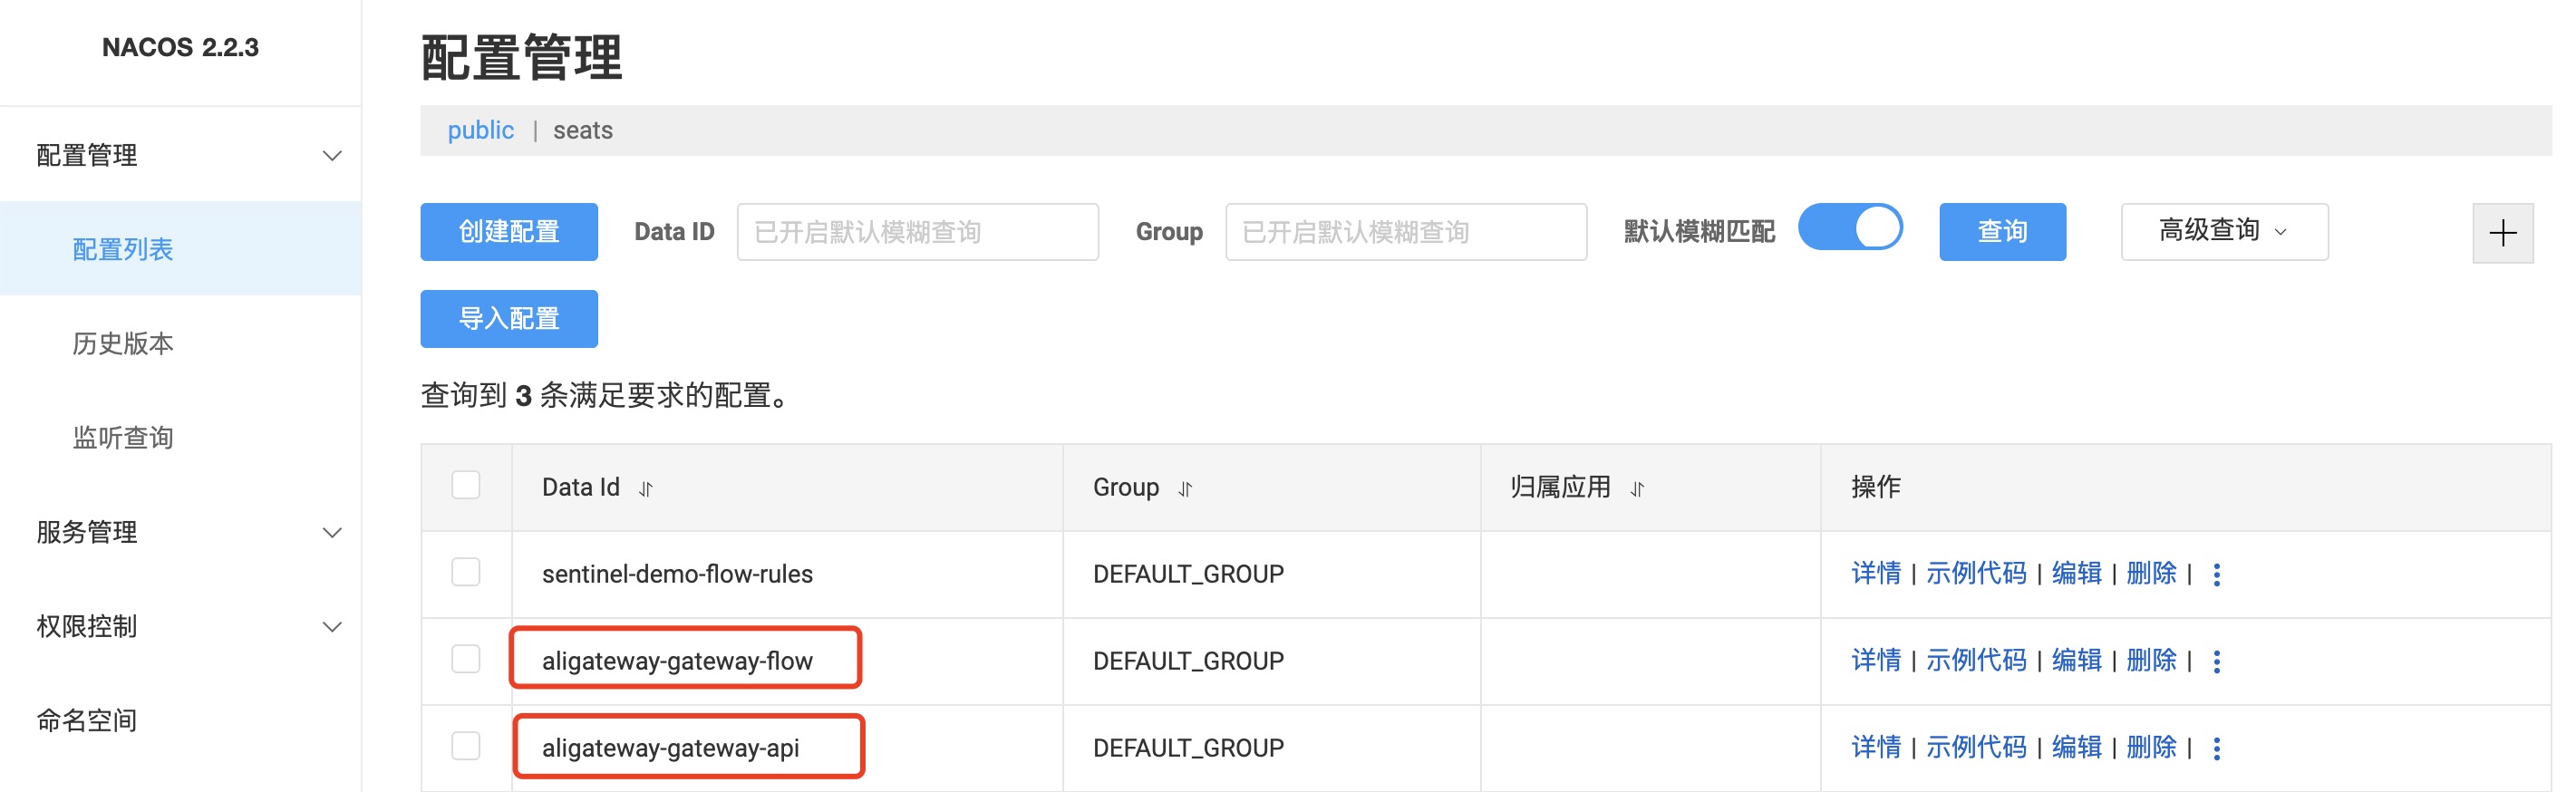 NACOS 2.2.3
配置管理
配置列表
历史版本
监听查询
服务管理
权限控制
命名空间
配置管理
public | seats
创建配置 Data ID 已开启默认模糊查询 Group 已开启默认模糊查询 默认模糊匹配 查询 高级查询
导入配置
查询到 3 条满足要求的配置。
Data Id Group 归属应用 操作
sentinel-demo-flow-rules DEFAULT_GROUP 详情 | 示例代码 | 编辑 | 删除 |
aligateway-gateway-flow DEFAULT_GROUP 详情 | 示例代码 | 编辑 | 删除 |
aligateway-gateway-api DEFAULT_GROUP 详情 | 示例代码 | 编辑 | 删除 |